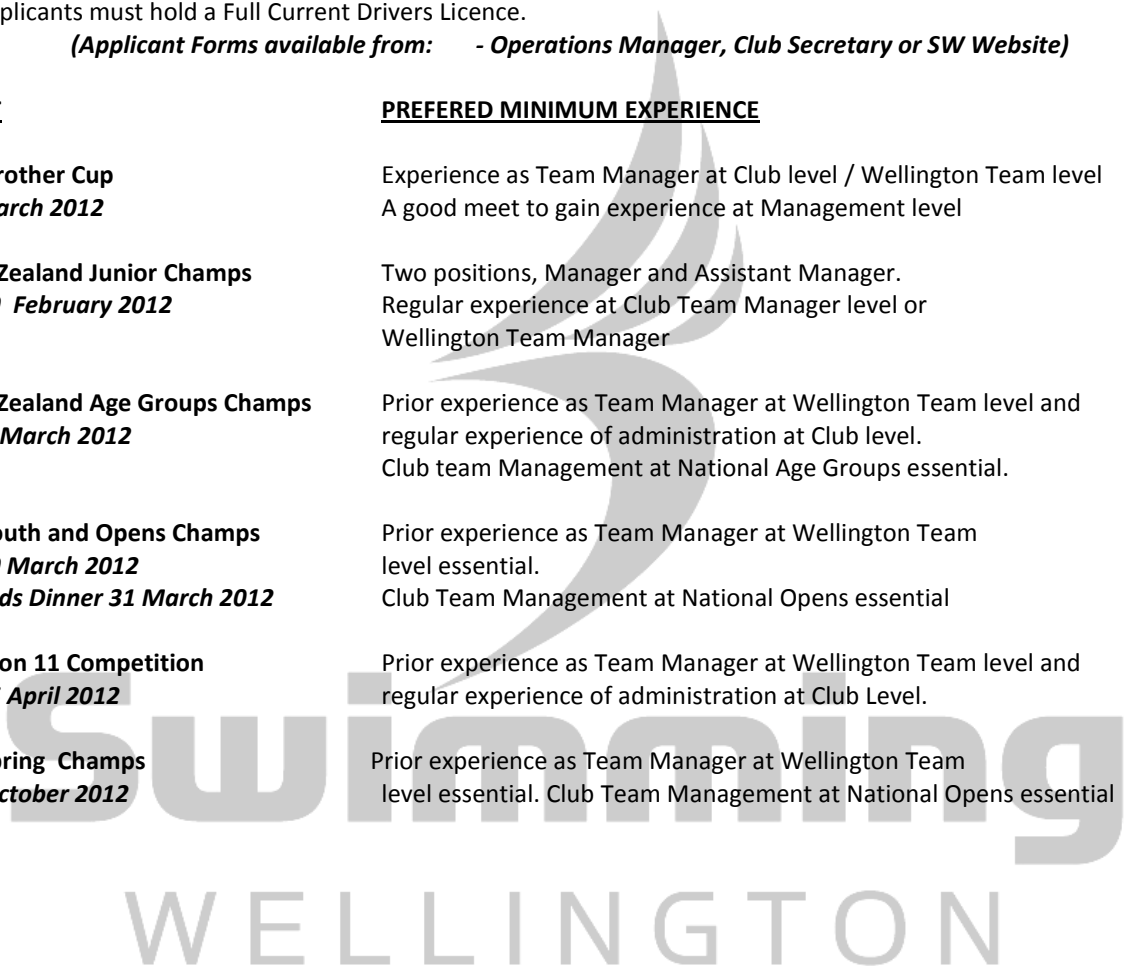 plicants must hold a Full Current Drivers Licence.
(Applicant Forms available from: - Operations Manager, Club Secretary or SW Website)
PREFERED MINIMUM EXPERIENCE
rother Cup Experience as Team Manager at Club level / Wellington Team level
arch 2012 A good meet to gain experience at Management level
Zealand Junior Champs Two positions, Manager and Assistant Manager.
February 2012 Regular experience at Club Team Manager level or
Wellington Team Manager
Zealand Age Groups Champs Prior experience as Team Manager at Wellington Team level and
March 2012 regular experience of administration at Club level.
Club team Management at National Age Groups essential.
outh and Opens Champs Prior experience as Team Manager at Wellington Team
March 2012 level essential.
ds Dinner 31 March 2012 Club Team Management at National Opens essential
on 11 Competition Prior experience as Team Manager at Wellington Team level and
April 2012 regular experience of administration at Club Level.
pring Champs Prior experience as Team Manager at Wellington Team
ctober 2012 level essential. Club Team Management at National Opens essential
Swimming
WELLINGTON